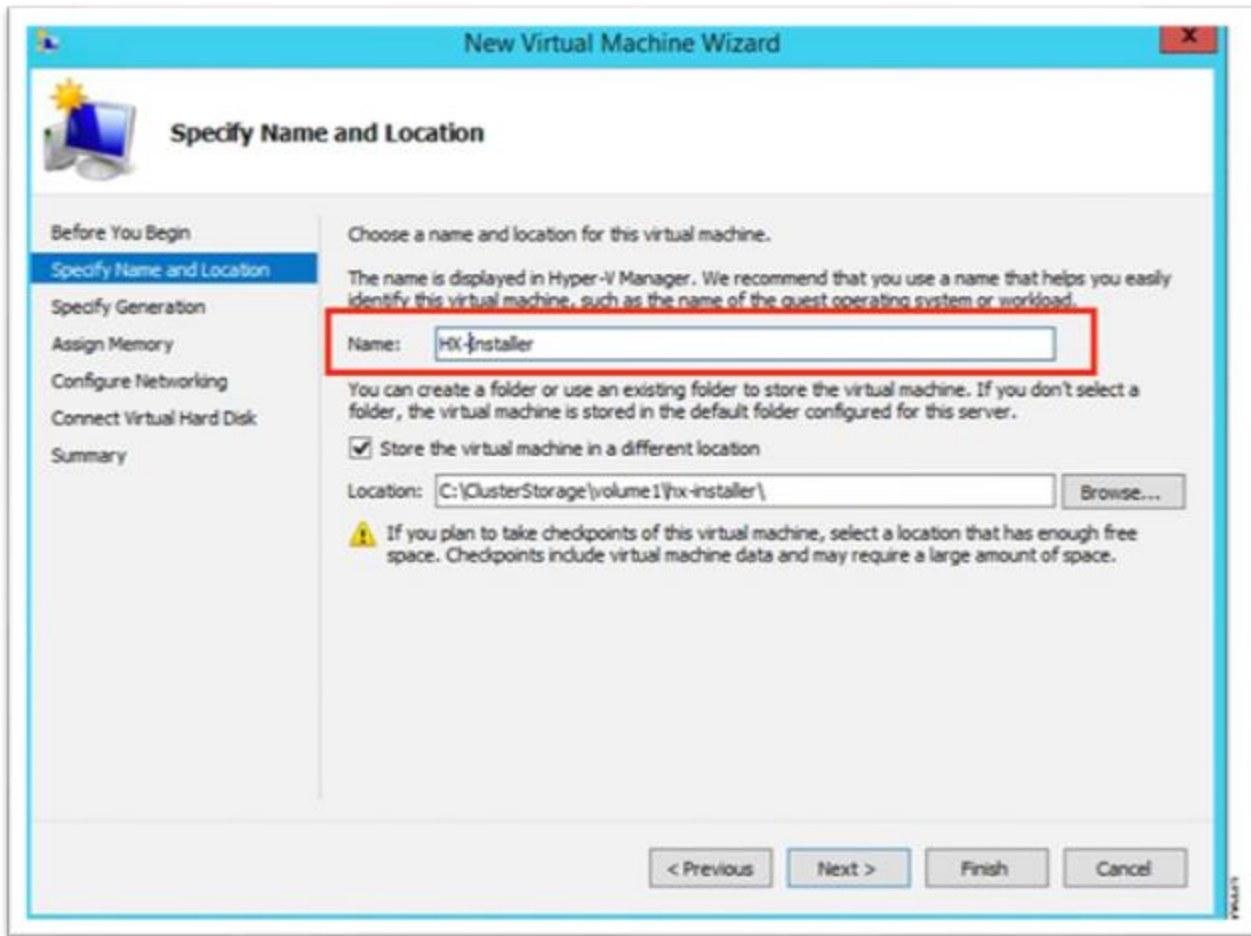 New Virtual Machine Wizard
X
Specify Name and Location
Before You Begin
Specify Name and Location
Specify Generation
Assign Memory
Configure Networking
Connect Virtual Hard Disk
Summary
Choose a name and location for this virtual machine.
The name is displayed in Hyper-V Manager. We recommend that you use a name that helps you easily
identify this virtual machine, such as the name of the guest operating system or workload.
Name: HX-Installer
You can create a folder or use an existing folder to store the virtual machine. If you don't select a
folder, the virtual machine is stored in the default folder configured for this server.
Store the virtual machine in a different location
Location: C:\ClusterStorage\volume1\hx-installer\ Browse...
If you plan to take checkpoints of this virtual machine, select a location that has enough free
space. Checkpoints include virtual machine data and may require a large amount of space.
< Previous Next > Finish Cancel